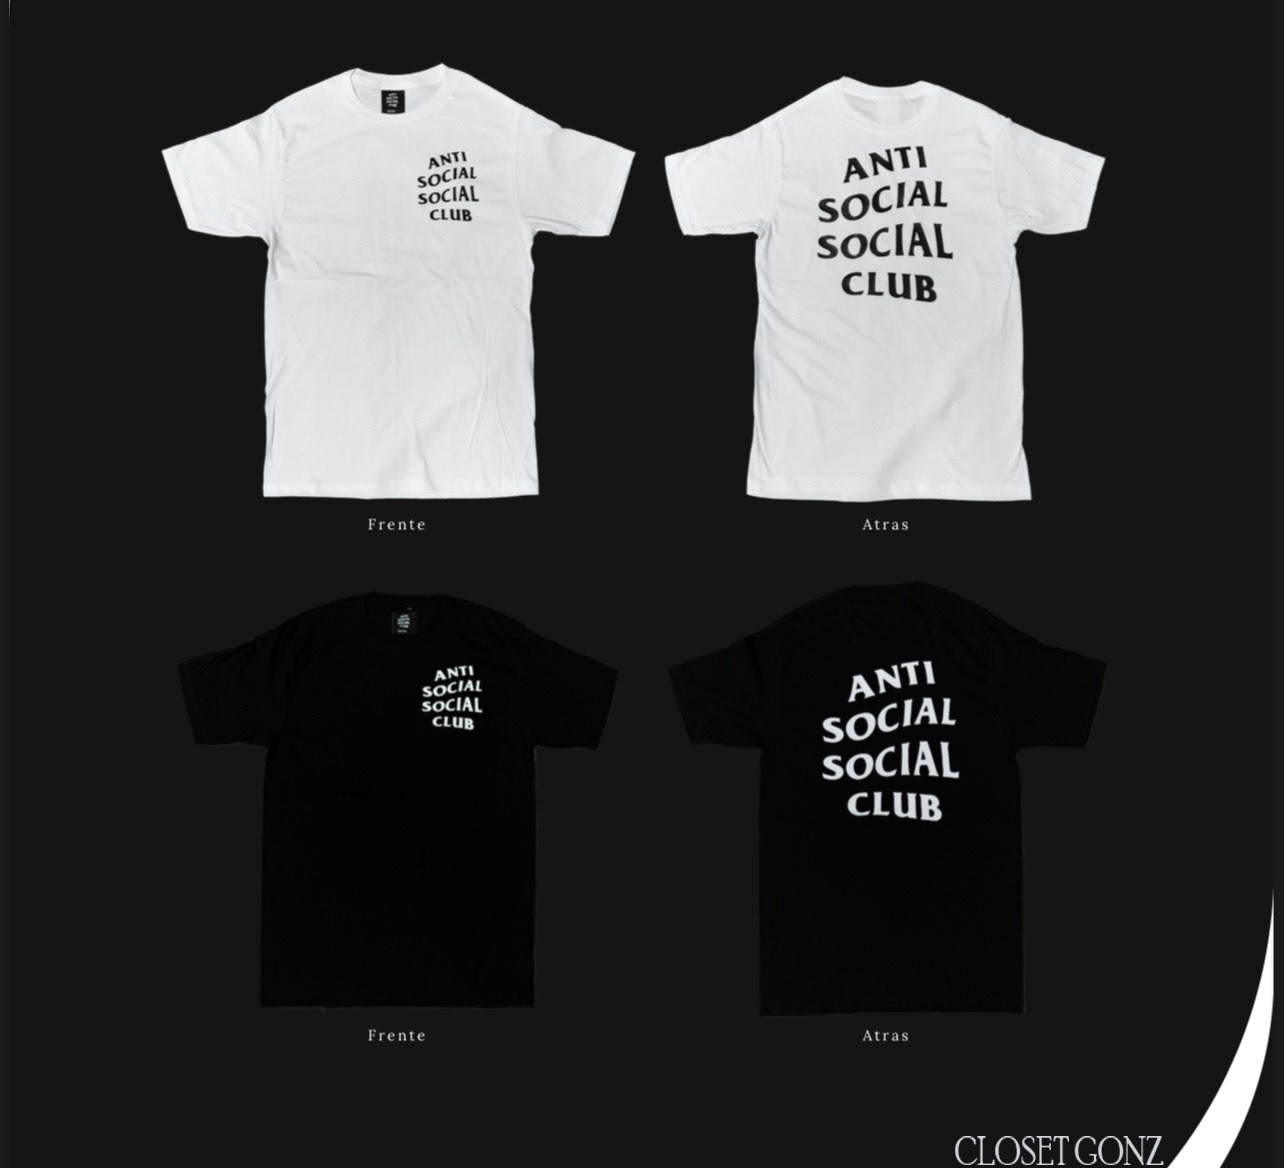 ANTI
SOCIAL
SOCIAL
CLUB
ANTI
SOCIAL
SOCIAL
CLUB
Frente
Atras
ANTI
SOCIAL
SOCIAL
CLUB
ANTI
SOCIAL
SOCIAL
CLUB
Frente
Atras
CLOSET GONZ